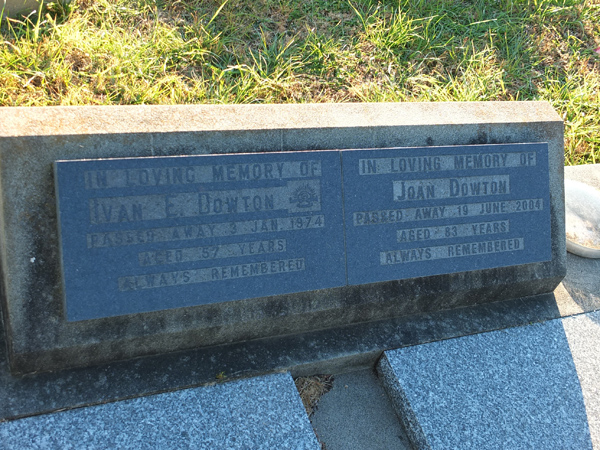 IN LOVING MEMORY OF
IVAN E. DOWTON
PASSED AWAY 3 JAN. 1974
AGED 57 YEARS
ALWAYS REMEMBERED
IN LOVING MEMORY OF
JOAN DOWTON
PASSED AWAY 19 JUNE 2004
AGED 83 YEARS
ALWAYS REMEMBERED